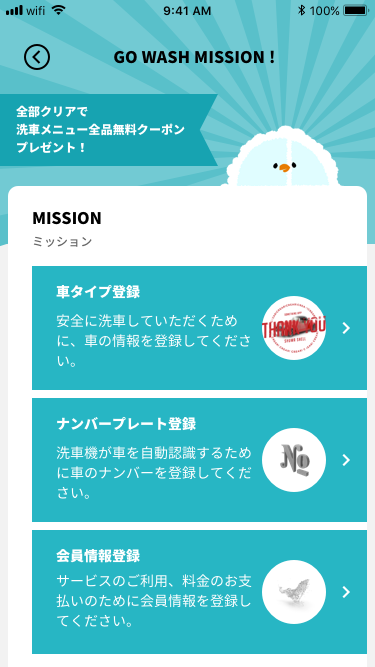 wifi 9:41 AM 100%
GO WASH MISSION !
全部クリアで
洗車メニュー全品無料クーポン
プレゼント！
MISSION
ミッション
車タイプ登録
安全に洗車していただくため
に、車の情報を登録してくださ
い。
THANK YOU
ナンバープレート登録
洗車機が車を自動認識するため
に車のナンバーを登録してくだ
さい。
No
会員情報登録
サービスのご利用、料金のお支
払いのために会員情報を登録し
てください。